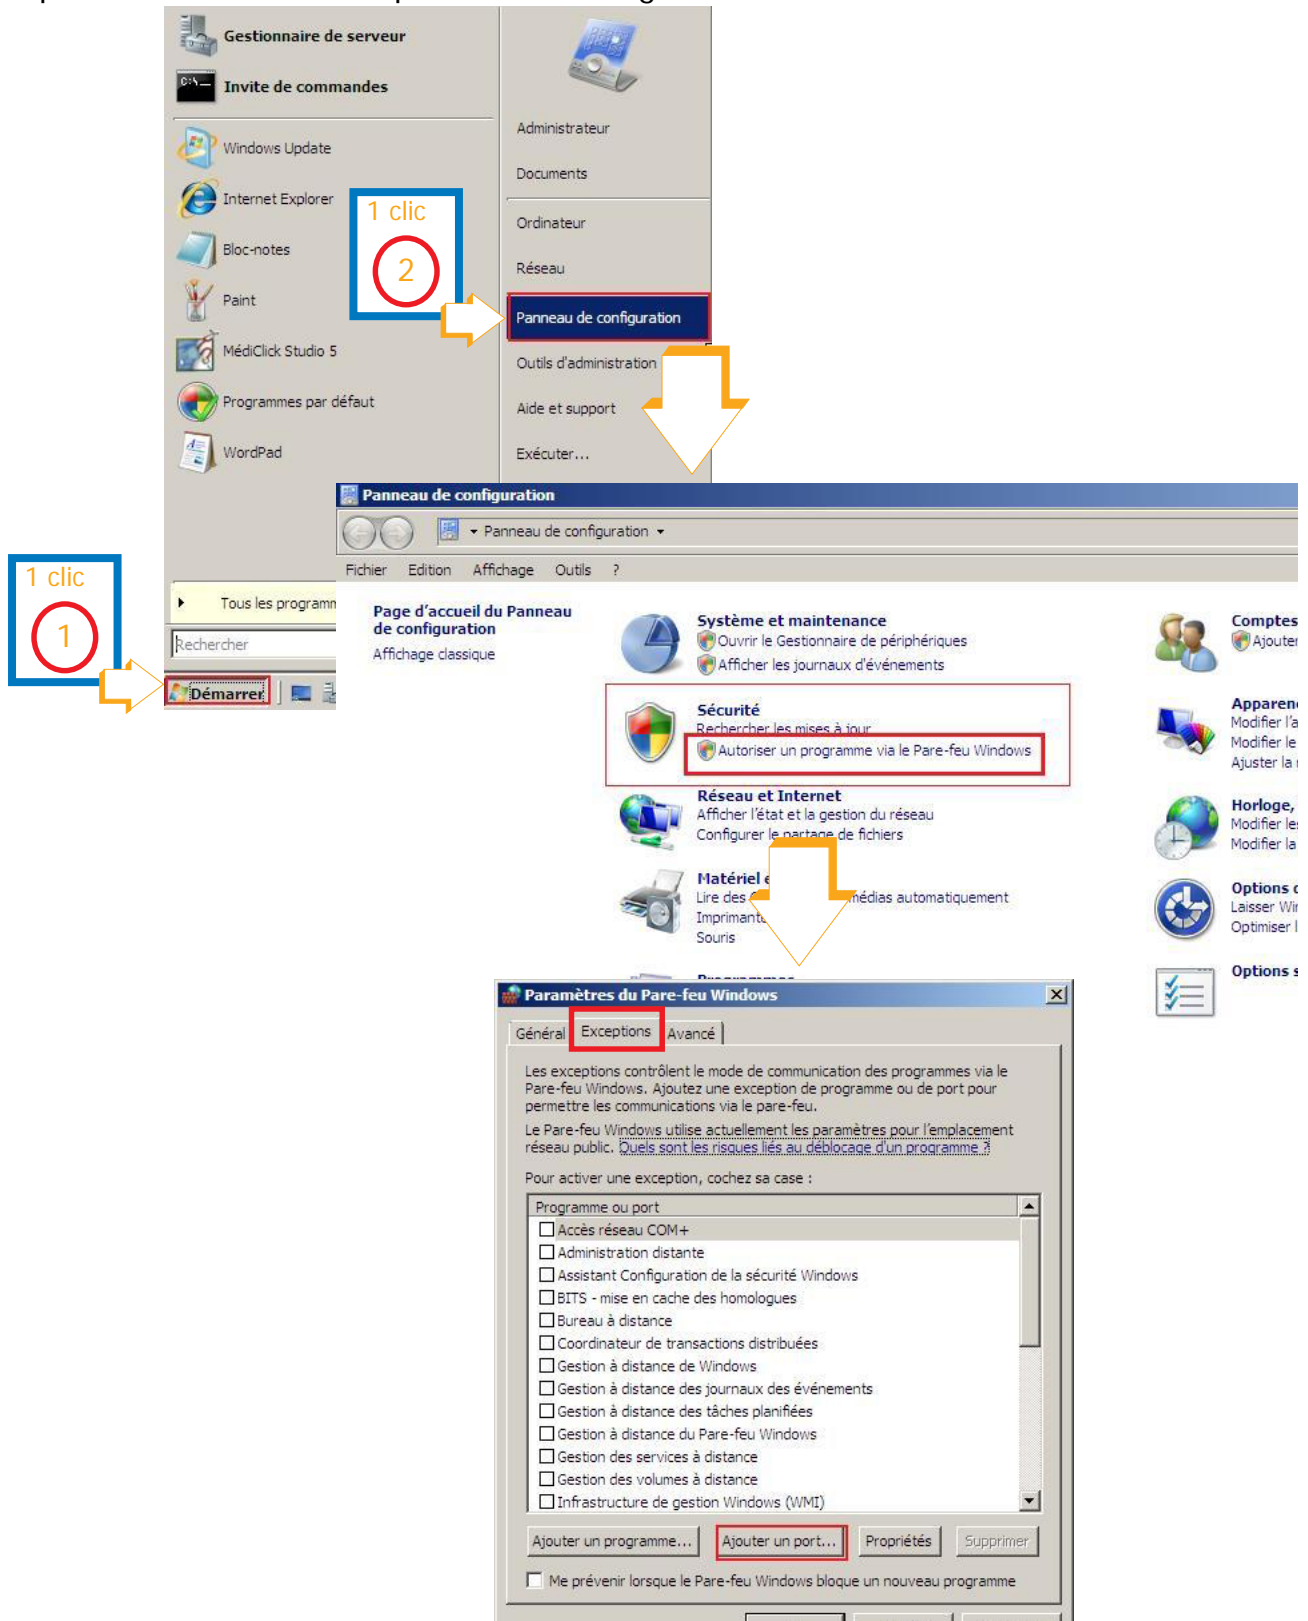 Gestionnaire de serveur
Invite de commandes
Windows Update
Internet Explorer
Bloc-notes
Paint
MédiClick Studio 5
Programmes par défaut
WordPad
Administrateur
Documents
Ordinateur
Réseau
Panneau de configuration
Outils d'administration
Aide et support
Exécuter...
1 clic
2
Tous les programm
Rechercher
Démarrer
1 clic
1
Panneau de configuration
Panneau de configuration
Fichier Edition Affichage Outils ?
Page d'accueil du Panneau
de configuration
Affichage classique
Système et maintenance
Ouvrir le Gestionnaire de périphériques
Afficher les journaux d'événements
Sécurité
Rechercher les mises à jour
Autoriser un programme via le Pare-feu Windows
Réseau et Internet
Afficher l'état et la gestion du réseau
Configurer le partage de fichiers
Matériel e
Lire des médias automatiquement
Imprimante
Souris
Programmes
Comptes
Ajouter
Apparenc
Modifier l'a
Modifier le
Ajuster la
Horloge,
Modifier les
Modifier la
Options
Laisser Win
Optimiser l
Options s
Paramètres du Pare-feu Windows
Général Exceptions Avancé
Les exceptions contrôlent le mode de communication des programmes via le
Pare-feu Windows. Ajoutez une exception de programme ou de port pour
permettre les communications via le pare-feu.
Le Pare-feu Windows utilise actuellement les paramètres pour l'emplacement
réseau public. Quels sont les risques liés au déblocage d'un programme ?
Pour activer une exception, cochez sa case :
Programme ou port
Accès réseau COM+
Administration distante
Assistant Configuration de la sécurité Windows
BITS - mise en cache des homologues
Bureau à distance
Coordinateur de transactions distribuées
Gestion à distance de Windows
Gestion à distance des journaux des événements
Gestion à distance des tâches planifiées
Gestion à distance du Pare-feu Windows
Gestion des services à distance
Gestion des volumes à distance
Infrastructure de gestion Windows (WMI)
Ajouter un programme... Ajouter un port... Propriétés Supprimer
Me prévenir lorsque le Pare-feu Windows bloque un nouveau programme